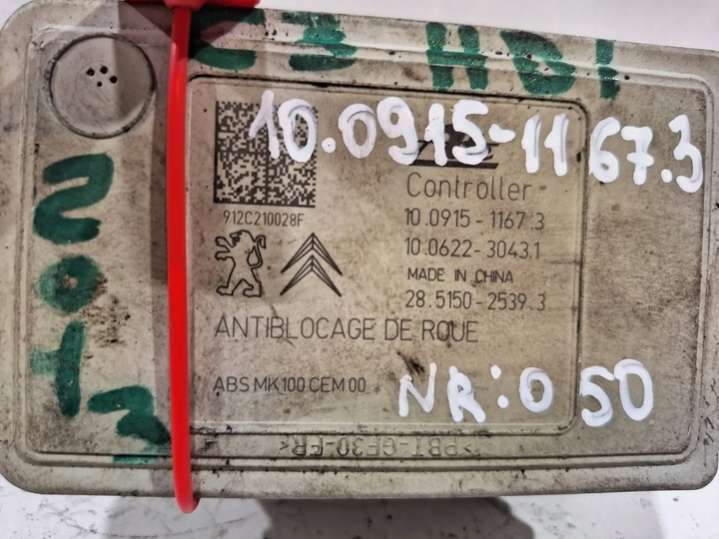 C3 HDI
10.0915-1167.3
Controller
10.0915-1167.3
912C210028F
10.0622-3043.1
MADE IN CHINA
28.5150-2539.3
ANTIBLOCAGE DE ROUE
ABS MK100 CEM 00
NR:0 50
>PBT-GF30-FR<
2013